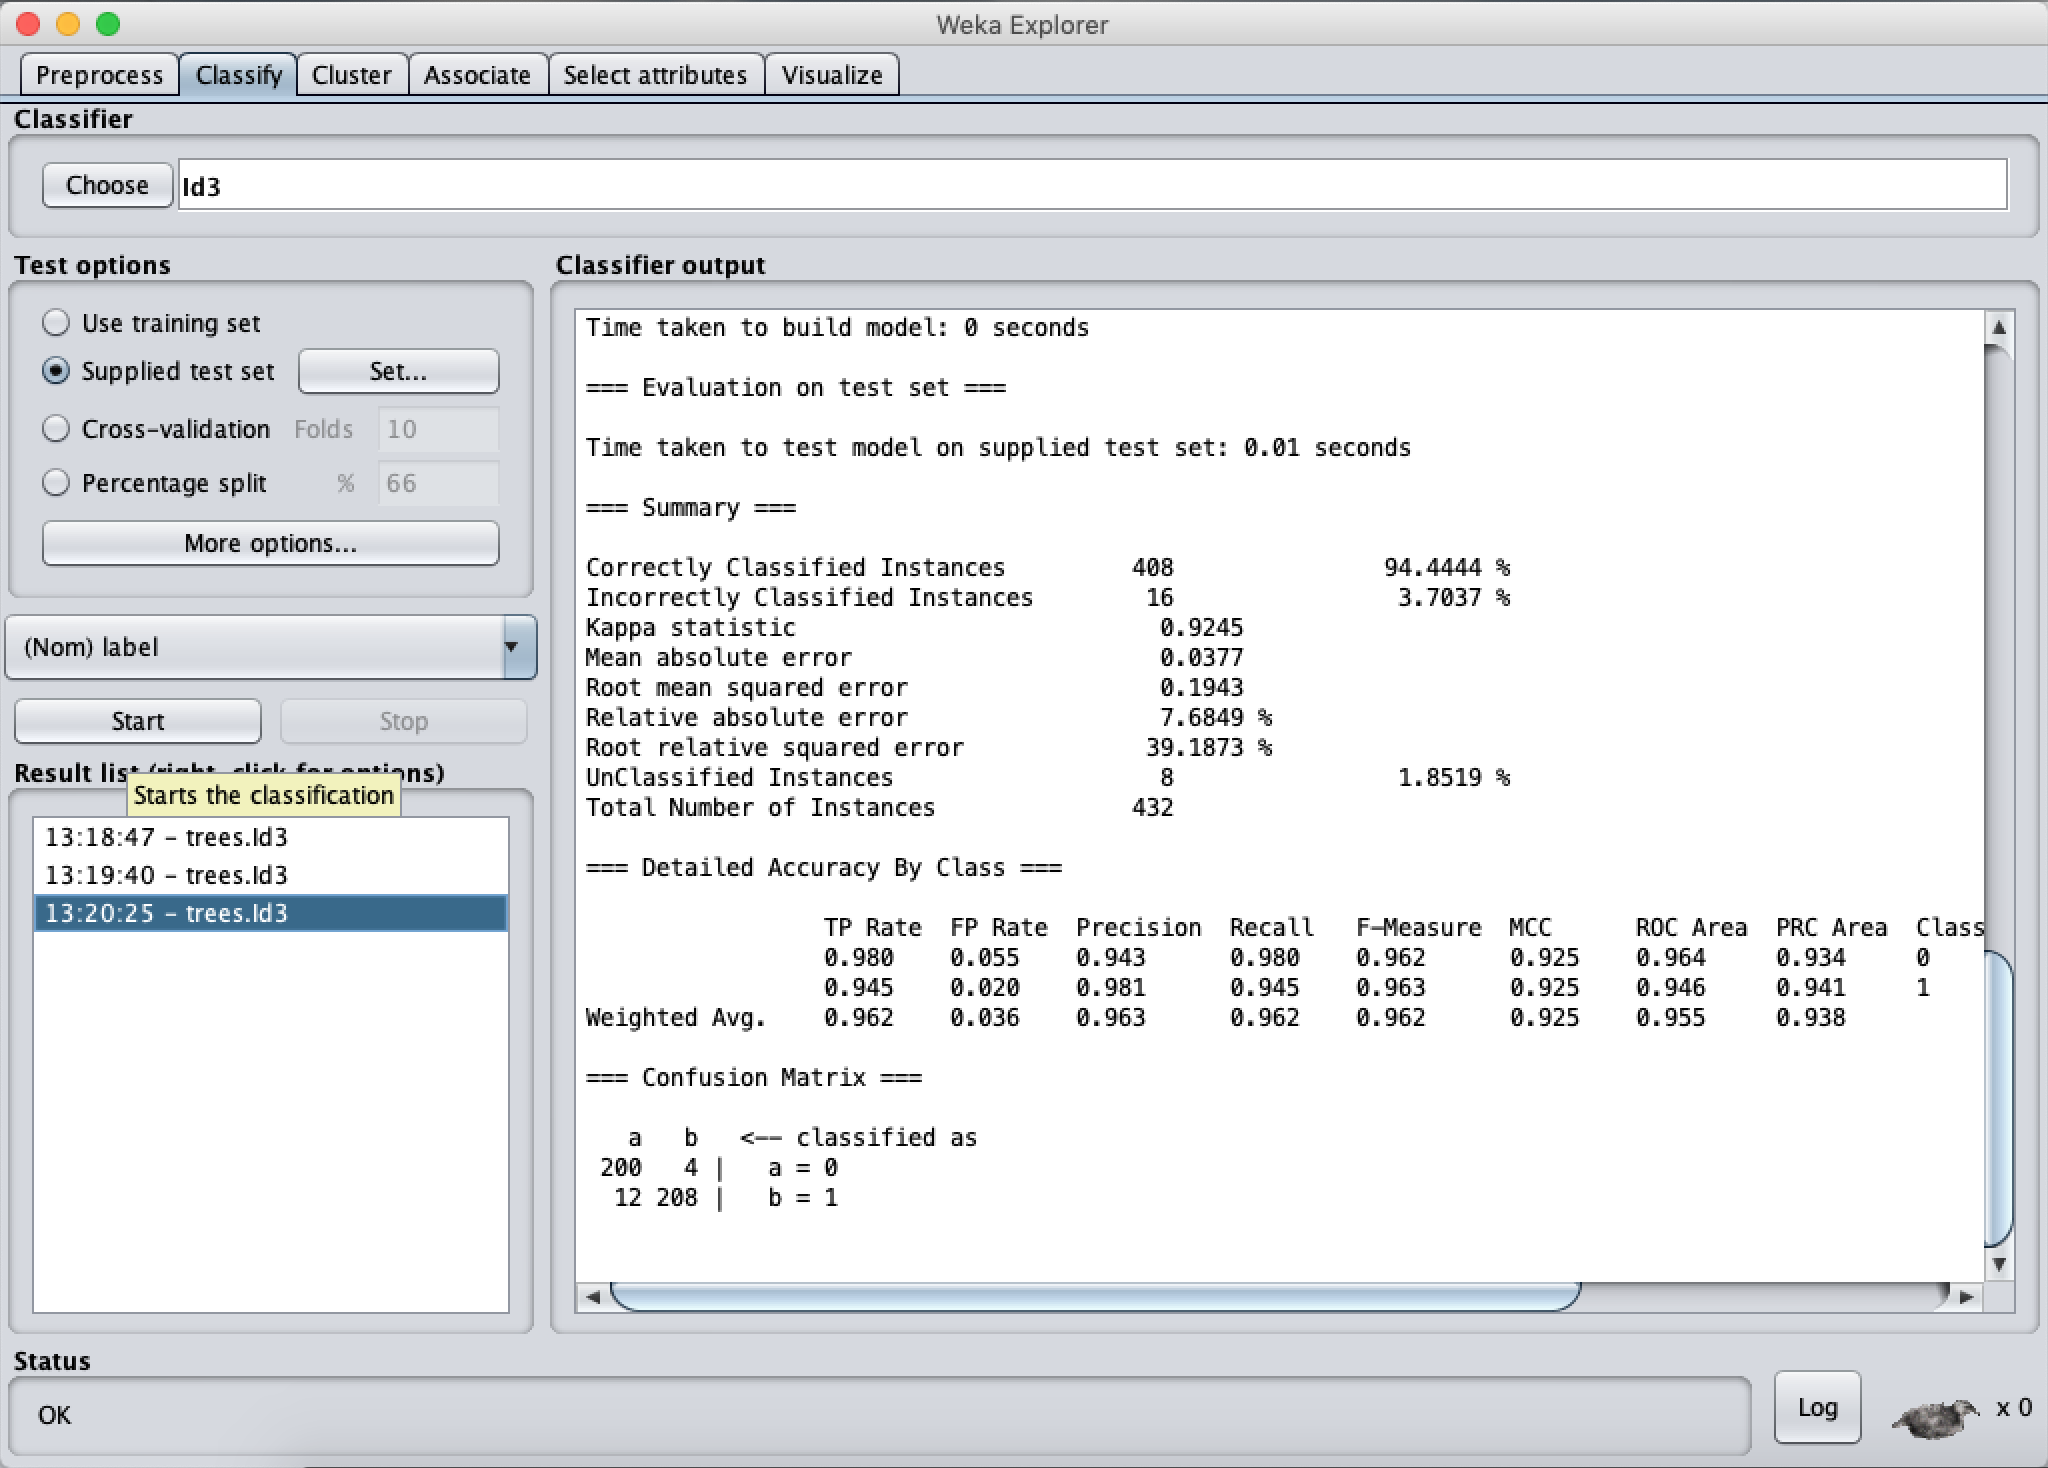 Weka Explorer
Preprocess Classify Cluster Associate Select attributes Visualize
Classifier
Choose Id3
Test options
Use training set
Supplied test set Set...
Cross-validation Folds 10
Percentage split % 66
More options...
(Nom) label
Start Stop
Result list (right-click for options)
Starts the classification
13:18:47 - trees.Id3
13:19:40 - trees.Id3
13:20:25 - trees.Id3
Classifier output
Time taken to build model: 0 seconds
=== Evaluation on test set ===
Time taken to test model on supplied test set: 0.01 seconds
=== Summary ===
Correctly Classified Instances 408 94.4444 %
Incorrectly Classified Instances 16 3.7037 %
Kappa statistic 0.9245
Mean absolute error 0.0377
Root mean squared error 0.1943
Relative absolute error 7.6849 %
Root relative squared error 39.1873 %
UnClassified Instances 8 1.8519 %
Total Number of Instances 432
=== Detailed Accuracy By Class ===
TP Rate FP Rate Precision Recall F-Measure MCC ROC Area PRC Area Class
0.980 0.055 0.943 0.980 0.962 0.925 0.964 0.934 0
0.945 0.020 0.981 0.945 0.963 0.925 0.946 0.941 1
Weighted Avg. 0.962 0.036 0.963 0.962 0.962 0.925 0.955 0.938
=== Confusion Matrix ===
a b <-- classified as
200 4 | a = 0
12 208 | b = 1
Status
OK
Log x 0